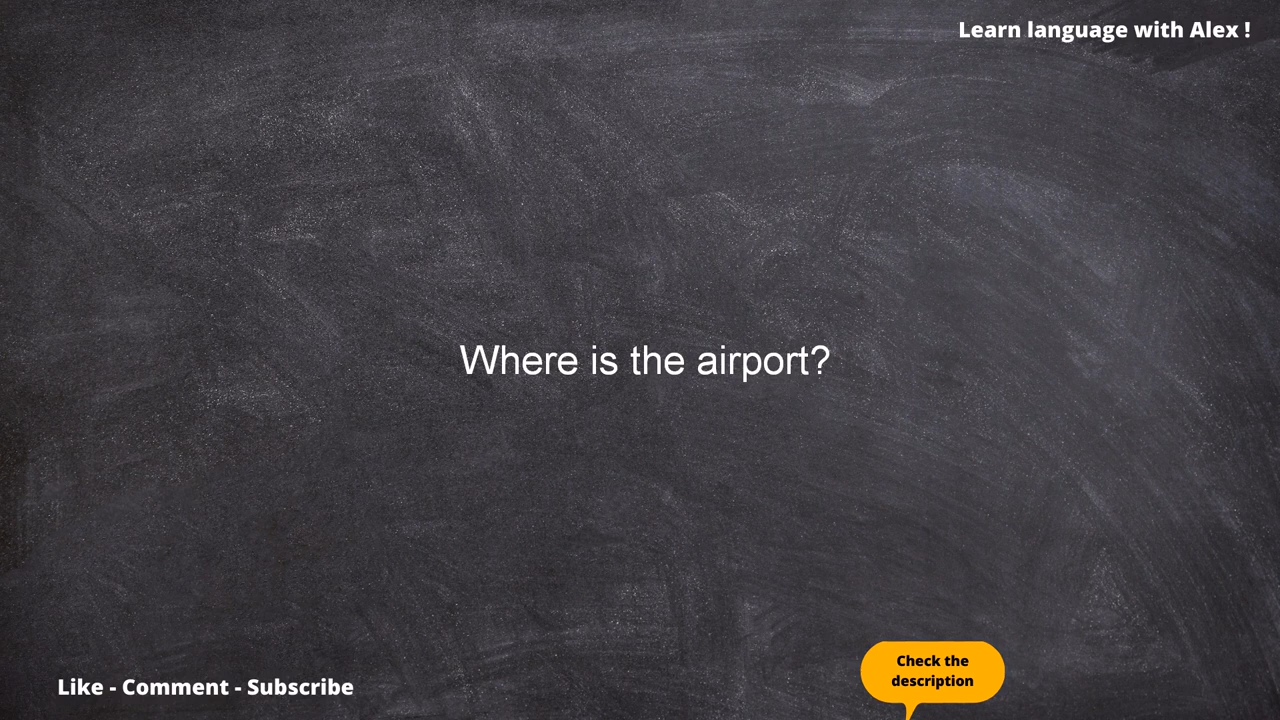 Learn language with Alex !
Where is the airport?
Check the
description
Like - Comment - Subscribe